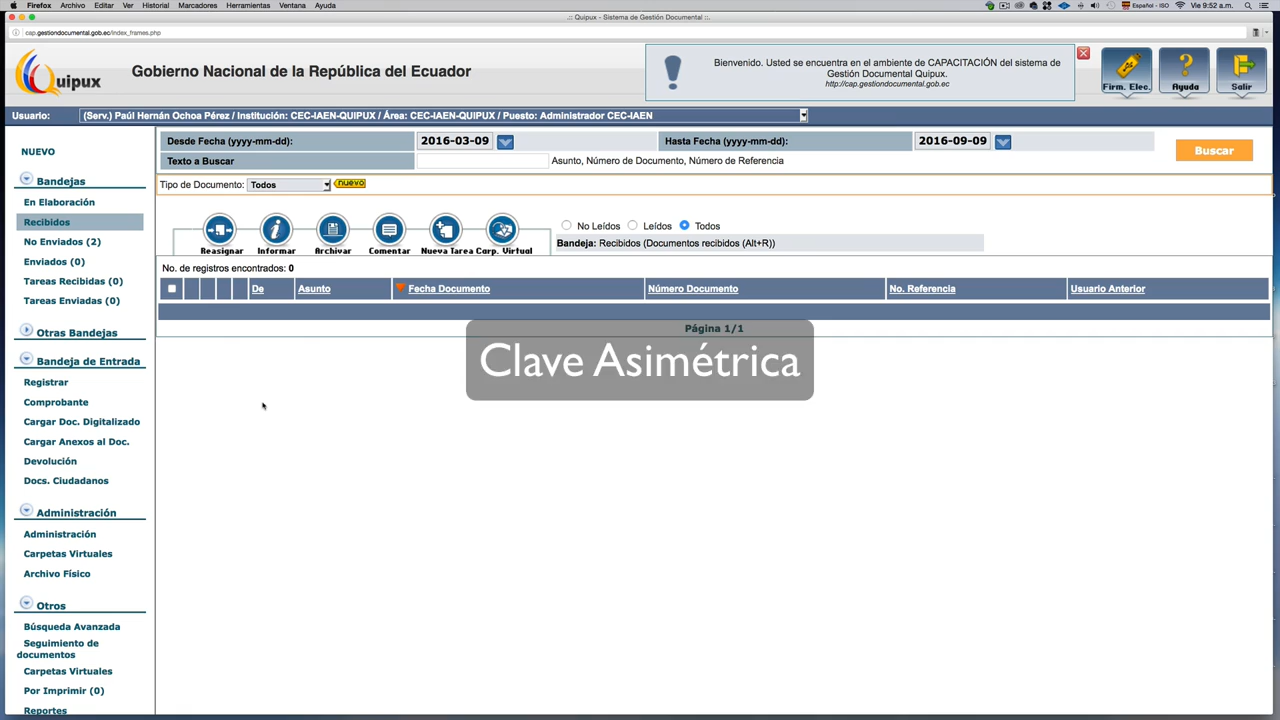 Firefox Archivo Editar Ver Historial Marcadores Herramientas Ventana Ayuda Español - ISO Vie 9:52 a.m.
.:: Quipux - Sistema de Gestión Documental ::.
cap.gestiondocumental.gob.ec/index_frames.php
Quipux
Gobierno Nacional de la República del Ecuador
Bienvenido. Usted se encuentra en el ambiente de CAPACITACIÓN del sistema de
Gestión Documental Quipux.
http://cap.gestiondocumental.gob.ec
Firm. Elec. Ayuda Salir
Usuario: (Serv.) Paúl Hernán Ochoa Pérez / Institución: CEC-IAEN-QUIPUX / Área: CEC-IAEN-QUIPUX / Puesto: Administrador CEC-IAEN
NUEVO
Bandejas
En Elaboración
Recibidos
No Enviados (2)
Enviados (0)
Tareas Recibidas (0)
Tareas Enviadas (0)
Otras Bandejas
Bandeja de Entrada
Registrar
Comprobante
Cargar Doc. Digitalizado
Cargar Anexos al Doc.
Devolución
Docs. Ciudadanos
Administración
Administración
Carpetas Virtuales
Archivo Físico
Otros
Búsqueda Avanzada
Seguimiento de
documentos
Carpetas Virtuales
Por Imprimir (0)
Reportes
Desde Fecha (yyyy-mm-dd): 2016-03-09 Hasta Fecha (yyyy-mm-dd): 2016-09-09
Texto a Buscar Asunto, Número de Documento, Número de Referencia
Buscar
Tipo de Documento: Todos nuevo
Reasignar Informar Archivar Comentar Nueva Tarea Carp. Virtual
No Leídos Leídos Todos
Bandeja: Recibidos (Documentos recibidos (Alt+R))
No. de registros encontrados: 0
De Asunto Fecha Documento Número Documento No. Referencia Usuario Anterior
Página 1/1
Clave Asimétrica